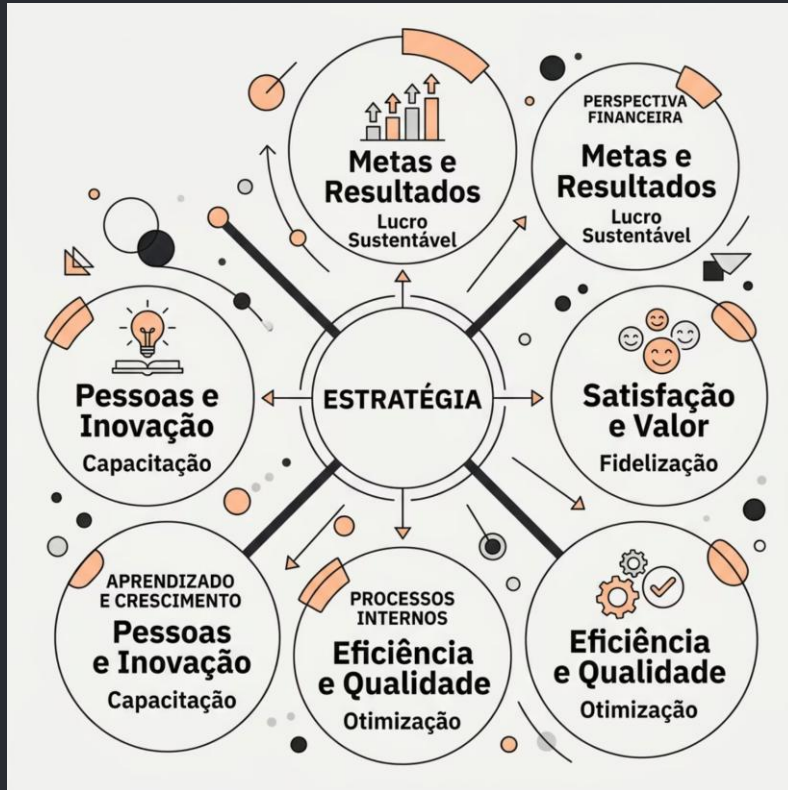 Metas e
Resultados
Lucro
Sustentável
PERSPECTIVA
FINANCEIRA
Metas e
Resultados
Lucro
Sustentável
Pessoas e
Inovação
Capacitação
ESTRATÉGIA
Satisfação
e Valor
Fidelização
APRENDIZADO
E CRESCIMENTO
Pessoas
e Inovação
Capacitação
PROCESSOS
INTERNOS
Eficiência
e Qualidade
Otimização
Eficiência
e Qualidade
Otimização